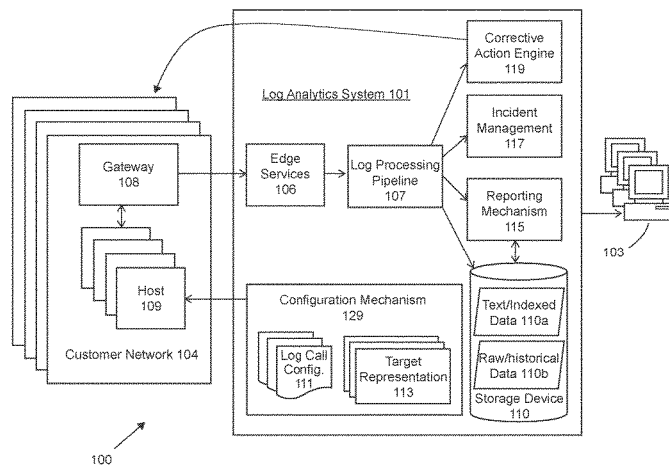 Corrective
Action Engine
119
Log Analytics System 101
Incident
Management
117
Gateway
108
Edge
Services
106
Log Processing
Pipeline
107
Reporting
Mechanism
115
103
Host
109
Customer Network 104
Configuration Mechanism
129
Log Call
Config.
111
Target
Representation
113
Text/Indexed
Data 110a
Raw/historical
Data 110b
Storage Device
110
100